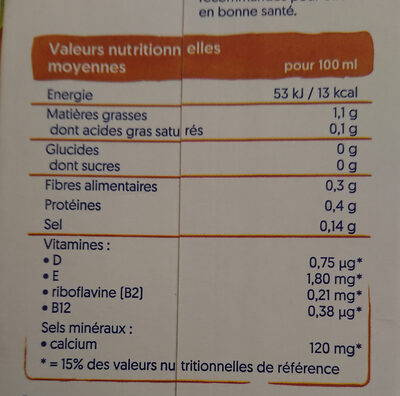 en bonne santé.
Valeurs nutritionnelles
moyennes pour 100 ml
Energie 53 kJ / 13 kcal
Matières grasses 1,1 g
dont acides gras saturés 0,1 g
Glucides 0 g
dont sucres 0 g
Fibres alimentaires 0,3 g
Protéines 0,4 g
Sel 0,14 g
Vitamines :
• D 0,75 µg*
• E 1,80 mg*
• riboflavine (B2) 0,21 mg*
• B12 0,38 µg*
Sels minéraux :
• calcium 120 mg*
* = 15% des valeurs nutritionnelles de référence